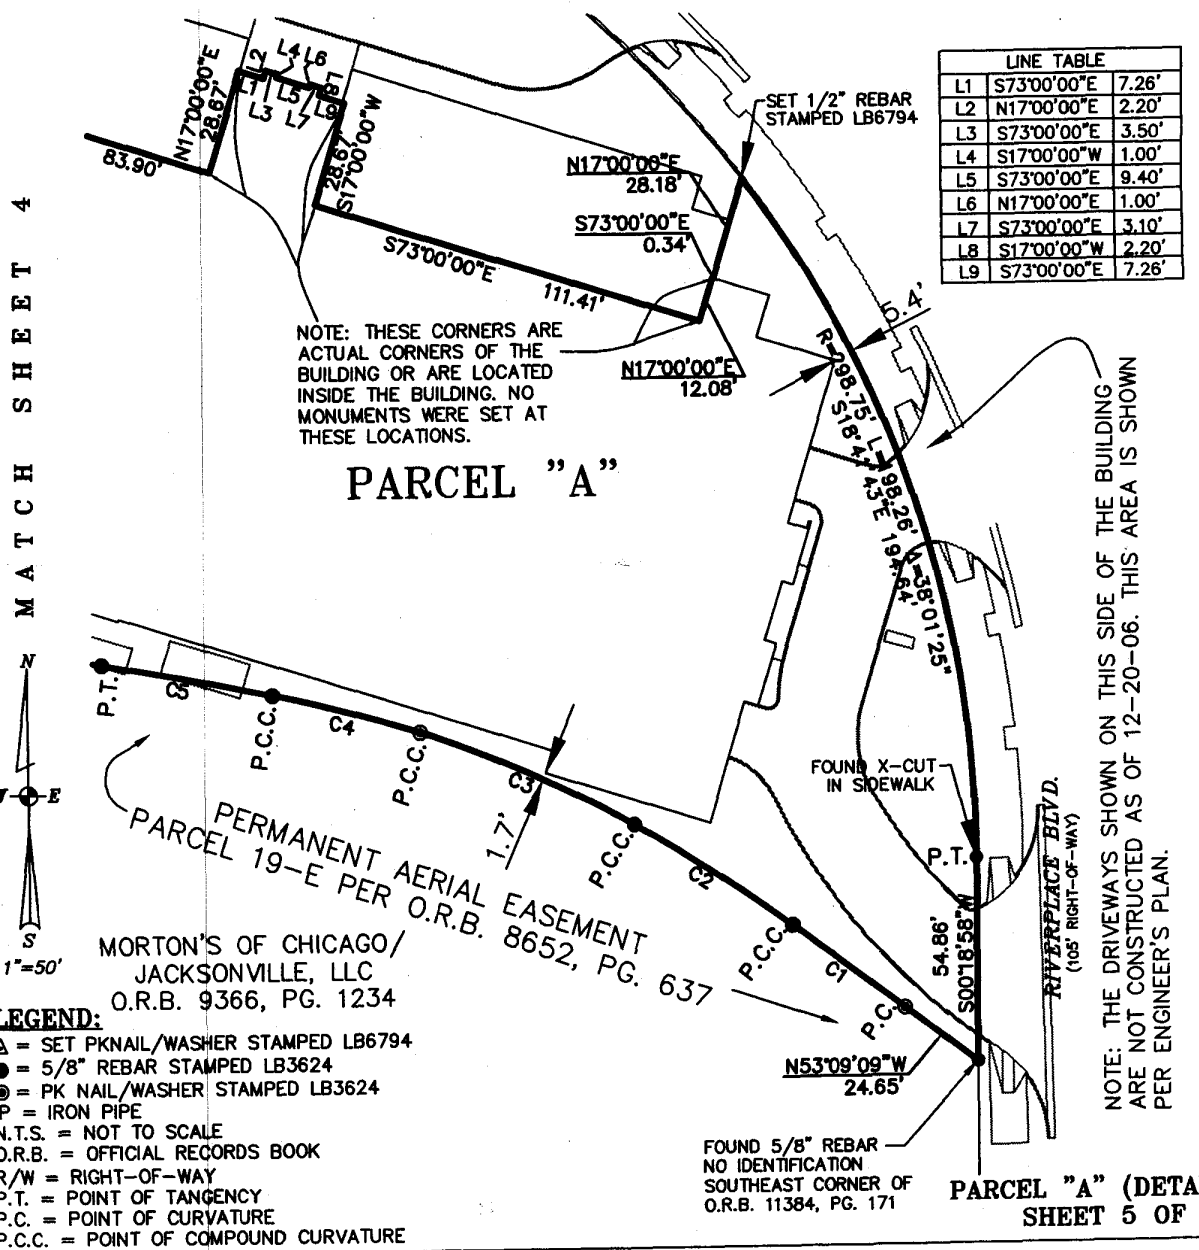 MATCH SHEET 4
N17°00'00"E
28.67'
83.90'
L1
L2
L3
L4
L5
L6
L7
L8
L9
28.67'
S17°00'00"W
S73°00'00"E
111.41'
N17°00'00"E
28.18'
S73°00'00"E
0.34'
N17°00'00"E
12.08'
SET 1/2" REBAR
STAMPED LB6794
LINE TABLE
L1 S73°00'00"E 7.26'
L2 N17°00'00"E 2.20'
L3 S73°00'00"E 3.50'
L4 S17°00'00"W 1.00'
L5 S73°00'00"E 9.40'
L6 N17°00'00"E 1.00'
L7 S73°00'00"E 3.10'
L8 S17°00'00"W 2.20'
L9 S73°00'00"E 7.26'
5.4'
NOTE: THESE CORNERS ARE
ACTUAL CORNERS OF THE
BUILDING OR ARE LOCATED
INSIDE THE BUILDING. NO
MONUMENTS WERE SET AT
THESE LOCATIONS.
PARCEL "A"
R=298.75' L=198.26' Δ=38°01'25"
194.64'
NOTE: THE DRIVEWAYS SHOWN ON THIS SIDE OF THE BUILDING
ARE NOT CONSTRUCTED AS OF 12-20-06. THIS AREA IS SHOWN
PER ENGINEER'S PLAN.
N
E
S
1"=50'
P.T.
C5
P.C.C.
C4
P.C.C.
C3
1.7'
P.C.C.
C2
P.C.C.
C1
P.C.
FOUND X-CUT
IN SIDEWALK
P.T.
54.86'
S00°18'58"W
RIVERPLACE BLVD.
(105' RIGHT-OF-WAY)
PERMANENT AERIAL EASEMENT
PARCEL 19-E PER O.R.B. 8652, PG. 637
MORTON'S OF CHICAGO/
JACKSONVILLE, LLC
O.R.B. 9366, PG. 1234
N53°09'09"W
24.65'
FOUND 5/8" REBAR
NO IDENTIFICATION
SOUTHEAST CORNER OF
O.R.B. 11384, PG. 171
LEGEND:
△ = SET PKNAIL/WASHER STAMPED LB6794
● = 5/8" REBAR STAMPED LB3624
◉ = PK NAIL/WASHER STAMPED LB3624
IP = IRON PIPE
N.T.S. = NOT TO SCALE
O.R.B. = OFFICIAL RECORDS BOOK
R/W = RIGHT-OF-WAY
P.T. = POINT OF TANGENCY
P.C. = POINT OF CURVATURE
P.C.C. = POINT OF COMPOUND CURVATURE
PARCEL "A" (DETA
SHEET 5 OF